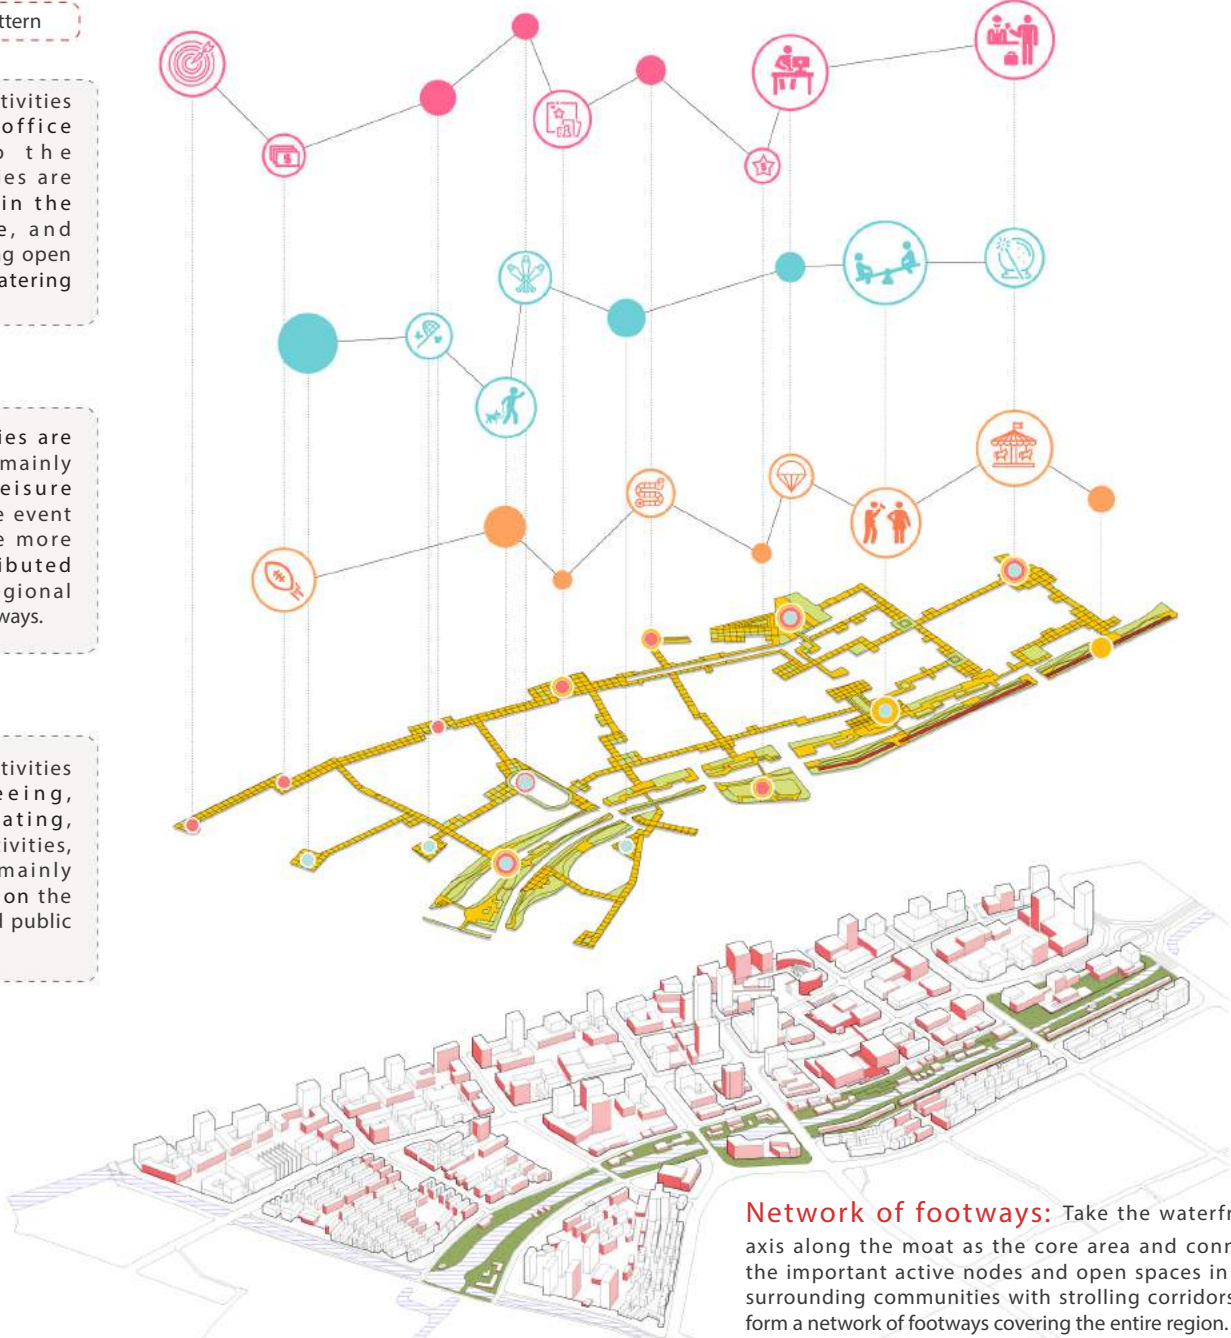 ttern
tivities
office
o the
ies are
in the
e, and
ng open
atering
ies are
mainly
eisure
e event
e more
ibuted
gional
ways.
tivities
eeing,
ating,
tivities,
mainly
on the
d public
Network of footways: Take the waterfr
axis along the moat as the core area and conn
the important active nodes and open spaces in
surrounding communities with strolling corridors
form a network of footways covering the entire region.